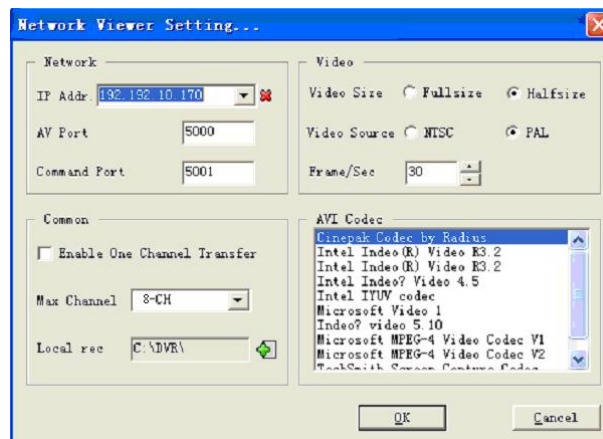 Network Viewer Setting...
Network
IP Addr. 192.192.10.170
AV Port 5000
Command Port 5001
Video
Video Size Fullsize Halfsize
Video Source NTSC PAL
Frame/Sec 30
Common
Enable One Channel Transfer
Max Channel 8-CH
Local rec C:\DVR\
AVI Codec
Cinepak Codec by Radius
Intel Indeo(R) Video R3.2
Intel Indeo(R) Video R3.2
Intel Indeo? Video 4.5
Intel IYUV codec
Microsoft Video 1
Indeo? video 5.10
Microsoft MPEG-4 Video Codec V1
Microsoft MPEG-4 Video Codec V2
TechSmith Screen Capture Codec
OK Cancel